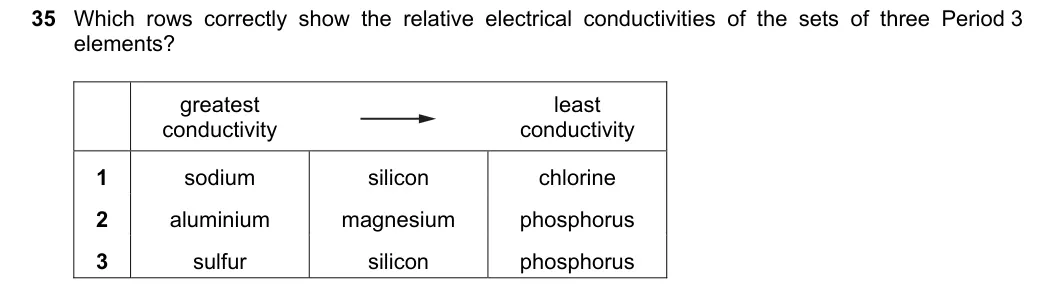 35 Which rows correctly show the relative electrical conductivities of the sets of three Period 3
elements?
greatest conductivity least conductivity
1 sodium silicon chlorine
2 aluminium magnesium phosphorus
3 sulfur silicon phosphorus